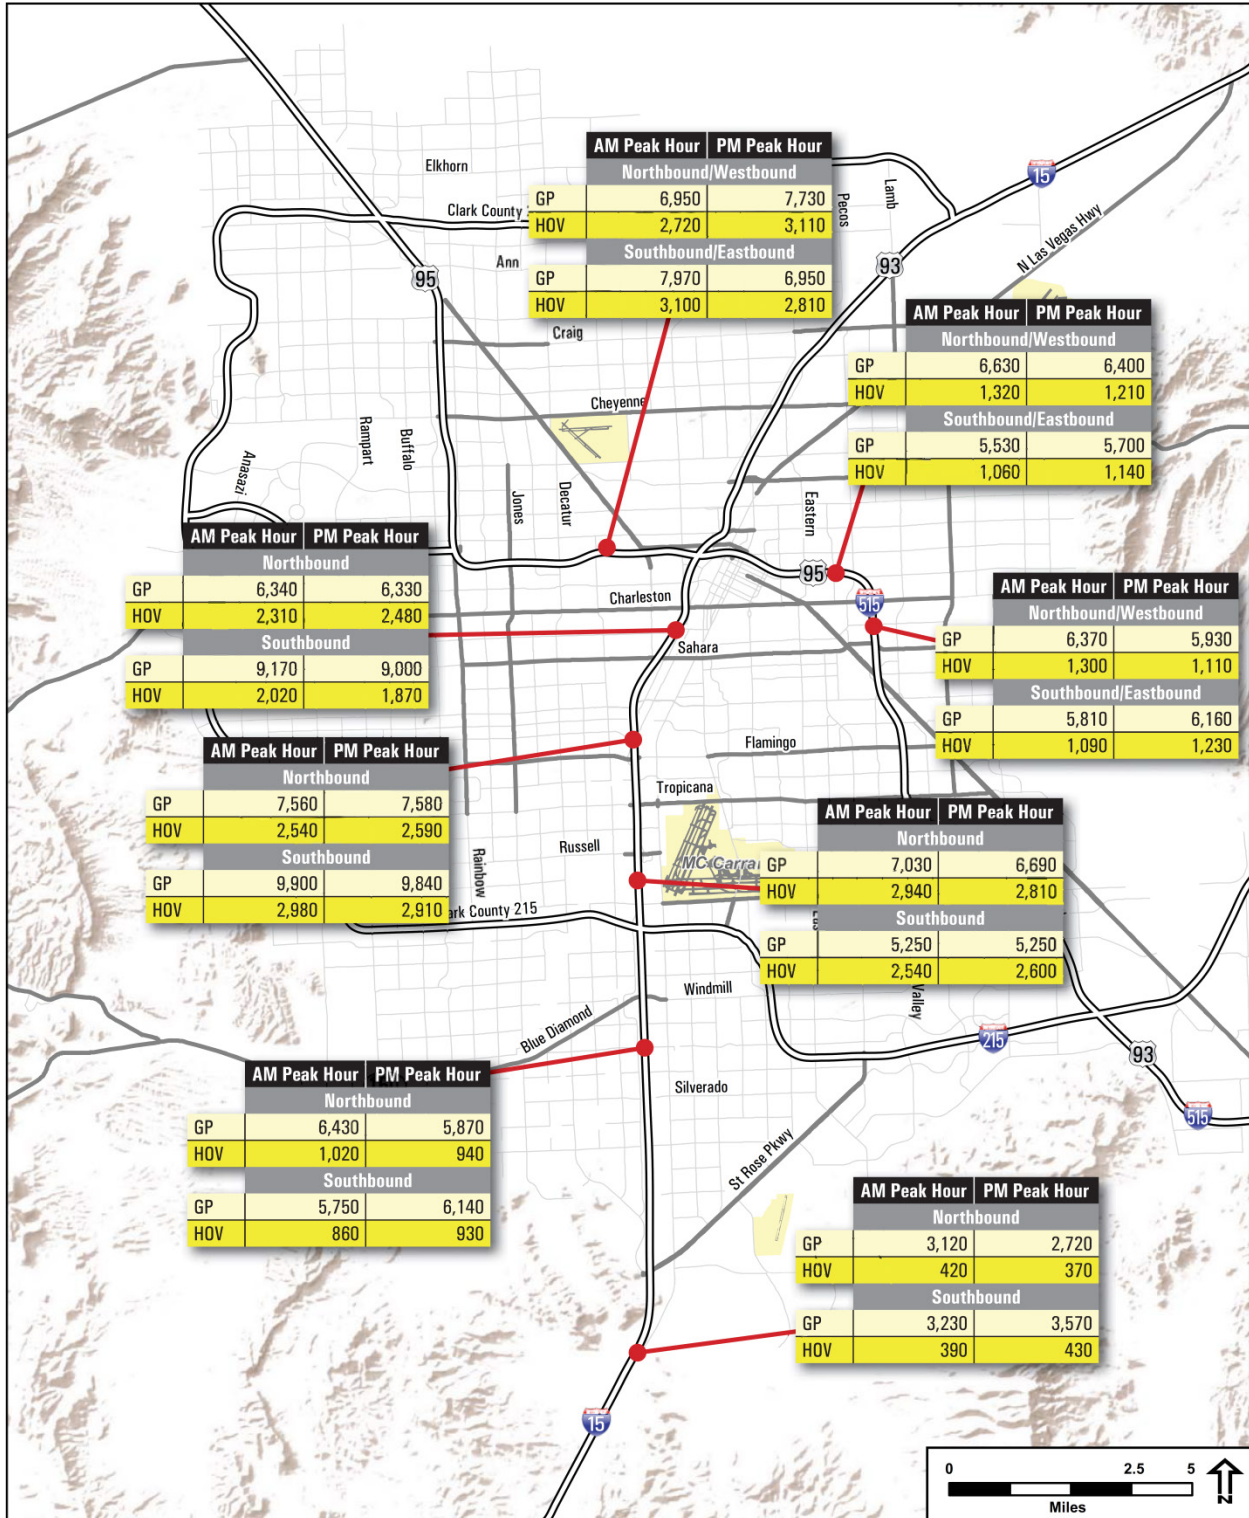 AM Peak Hour PM Peak Hour
Northbound/Westbound
GP 6,950 7,730
HOV 2,720 3,110
Southbound/Eastbound
GP 7,970 6,950
HOV 3,100 2,810
Elkhorn
Clark County
Ann
Craig
Cheyenne
Pecos
Lamb
15
N Las Vegas Hwy
95
93
AM Peak Hour PM Peak Hour
Northbound/Westbound
GP 6,630 6,400
HOV 1,320 1,210
Southbound/Eastbound
GP 5,530 5,700
HOV 1,060 1,140
Anasazi
Rampart
Buffalo
Jones
Decatur
Eastern
95
515
Charleston
Sahara
AM Peak Hour PM Peak Hour
Northbound
GP 6,340 6,330
HOV 2,310 2,480
Southbound
GP 9,170 9,000
HOV 2,020 1,870
AM Peak Hour PM Peak Hour
Northbound/Westbound
GP 6,370 5,930
HOV 1,300 1,110
Southbound/Eastbound
GP 5,810 6,160
HOV 1,090 1,230
Flamingo
Tropicana
Russell
MC Carra
Rainbow
ark County 215
AM Peak Hour PM Peak Hour
Northbound
GP 7,560 7,580
HOV 2,540 2,590
Southbound
GP 9,900 9,840
HOV 2,980 2,910
AM Peak Hour PM Peak Hour
Northbound
GP 7,030 6,690
HOV 2,940 2,810
Southbound
GP 5,250 5,250
HOV 2,540 2,600
Windmill
Valley
Blue Diamond
215
93
515
Silverado
St Rose Pkwy
AM Peak Hour PM Peak Hour
Northbound
GP 6,430 5,870
HOV 1,020 940
Southbound
GP 5,750 6,140
HOV 860 930
AM Peak Hour PM Peak Hour
Northbound
GP 3,120 2,720
HOV 420 370
Southbound
GP 3,230 3,570
HOV 390 430
15
0 2.5 5
Miles
N